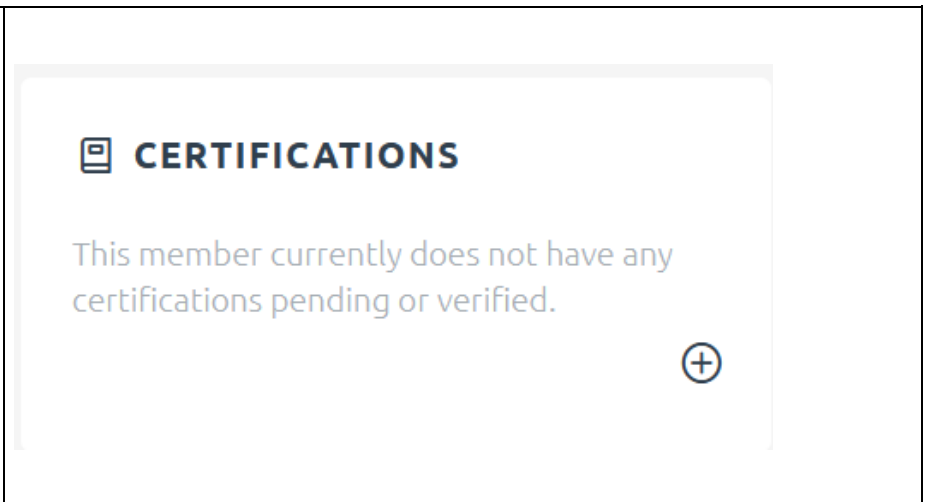 CERTIFICATIONS
This member currently does not have any
certifications pending or verified.